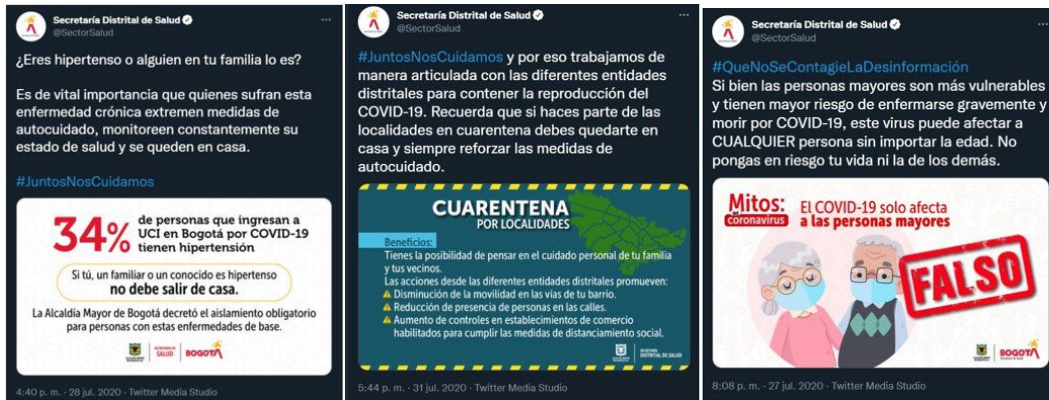 Secretaría Distrital de Salud
@SectorSalud
¿Eres hipertenso o alguien en tu familia lo es?
Es de vital importancia que quienes sufran esta
enfermedad crónica extremen medidas de
autocuidado, monitoreen constantemente su
estado de salud y se queden en casa.
#JuntosNosCuidamos
34%
de personas que ingresan a
UCI en Bogotá por COVID-19
tienen hipertensión
Si tú, un familiar o un conocido es hipertenso
no debe salir de casa.
La Alcaldía Mayor de Bogotá decretó el aislamiento obligatorio
para personas con estas enfermedades de base.
SALUD
BOGOTÁ
4:40 p. m. · 28 jul. 2020 · Twitter Media Studio
Secretaría Distrital de Salud
@SectorSalud
#JuntosNosCuidamos y por eso trabajamos de
manera articulada con las diferentes entidades
distritales para contener la reproducción del
COVID-19. Recuerda que si haces parte de las
localidades en cuarentena debes quedarte en
casa y siempre reforzar las medidas de
autocuidado.
CUARENTENA
POR LOCALIDADES
Beneficios:
Tienes la posibilidad de pensar en el cuidado personal de tu familia
y tus vecinos.
Las acciones desde las diferentes entidades distritales promueven:
Disminución de la movilidad en las vías de tu barrio.
Reducción de presencia de personas en las calles.
Aumento de controles en establecimientos de comercio
habilitados para cumplir las medidas de distanciamiento social.
DISTRITAL DE SALUD
5:44 p. m. · 31 jul. 2020 · Twitter Media Studio
Secretaría Distrital de Salud
@SectorSalud
#QueNoSeContagieLaDesinformación
Si bien las personas mayores son más vulnerables
y tienen mayor riesgo de enfermarse gravemente y
morir por COVID-19, este virus puede afectar a
CUALQUIER persona sin importar la edad. No
pongas en riesgo tu vida ni la de los demás.
Mitos:
coronavirus
El COVID-19 solo afecta
a las personas mayores
FALSO
BOGOTÁ
8:08 p. m. · 27 jul. 2020 · Twitter Media Studio